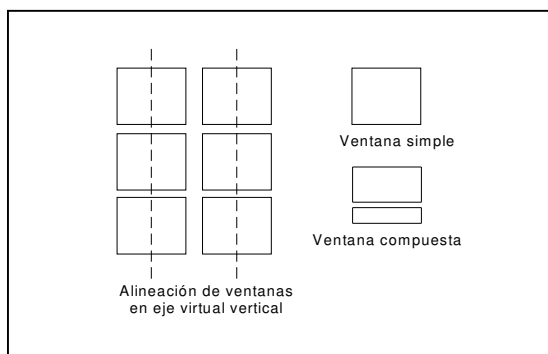 Ventana simple
Ventana compuesta
Alineación de ventanas
en eje virtual vertical